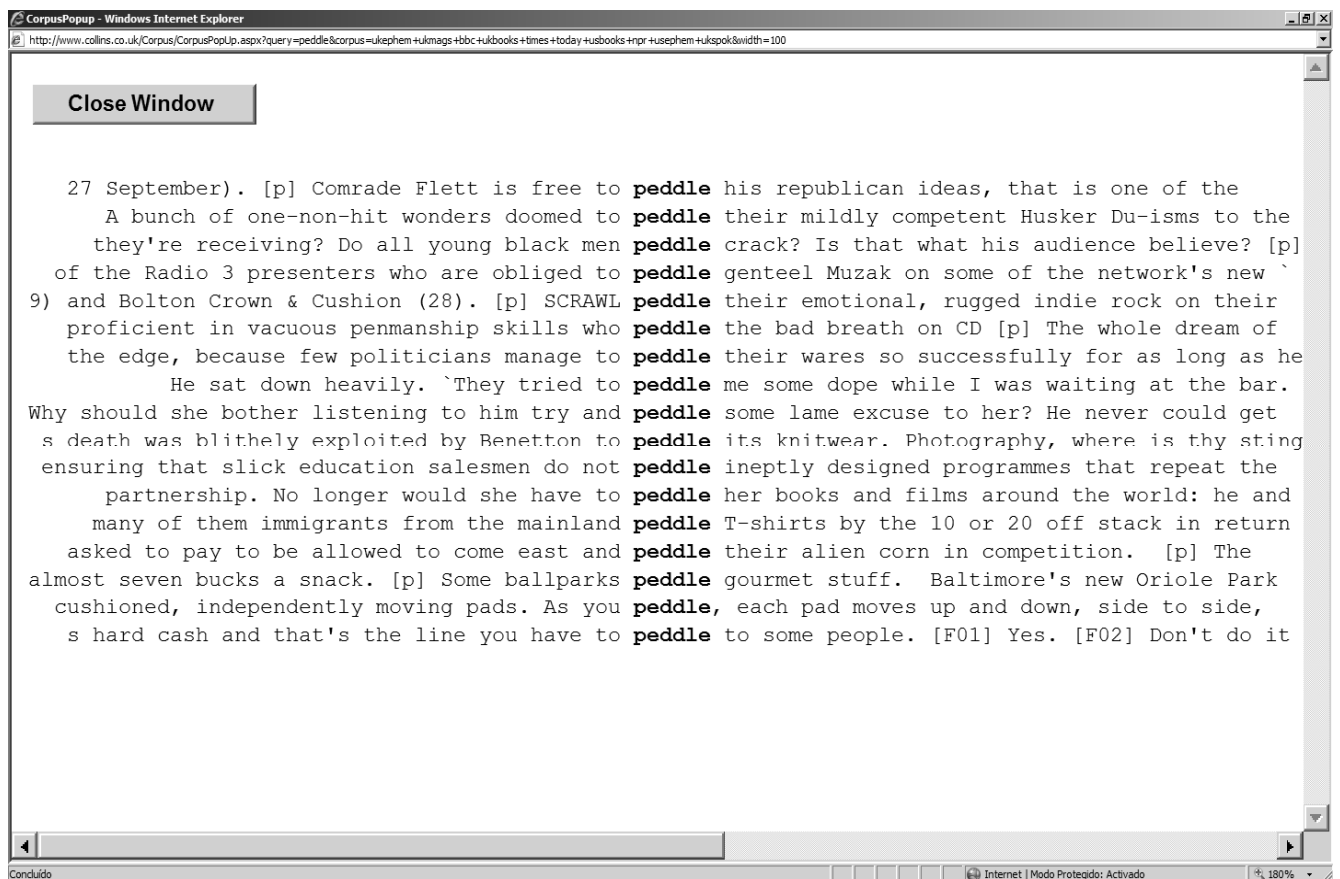 CorpusPopup - Windows Internet Explorer
http://www.collins.co.uk/Corpus/CorpusPopUp.aspx?query=peddle&corpus=ukephem+ukmags+bbc+ukbooks+times+today+usbooks+npr+usephem+ukspok&width=100
Close Window
27 September). [p] Comrade Flett is free to peddle his republican ideas, that is one of the
A bunch of one-non-hit wonders doomed to peddle their mildly competent Husker Du-isms to the
they're receiving? Do all young black men peddle crack? Is that what his audience believe? [p]
of the Radio 3 presenters who are obliged to peddle genteel Muzak on some of the network's new `
9) and Bolton Crown & Cushion (28). [p] SCRAWL peddle their emotional, rugged indie rock on their
proficient in vacuous penmanship skills who peddle the bad breath on CD [p] The whole dream of
the edge, because few politicians manage to peddle their wares so successfully for as long as he
He sat down heavily. `They tried to peddle me some dope while I was waiting at the bar.
Why should she bother listening to him try and peddle some lame excuse to her? He never could get
s death was blithely exploited by Benetton to peddle its knitwear. Photography, where is thy sting
ensuring that slick education salesmen do not peddle ineptly designed programmes that repeat the
partnership. No longer would she have to peddle her books and films around the world: he and
many of them immigrants from the mainland peddle T-shirts by the 10 or 20 off stack in return
asked to pay to be allowed to come east and peddle their alien corn in competition. [p] The
almost seven bucks a snack. [p] Some ballparks peddle gourmet stuff. Baltimore's new Oriole Park
cushioned, independently moving pads. As you peddle, each pad moves up and down, side to side,
s hard cash and that's the line you have to peddle to some people. [F01] Yes. [F02] Don't do it
Concluído Internet | Modo Protegido: Activado 180%